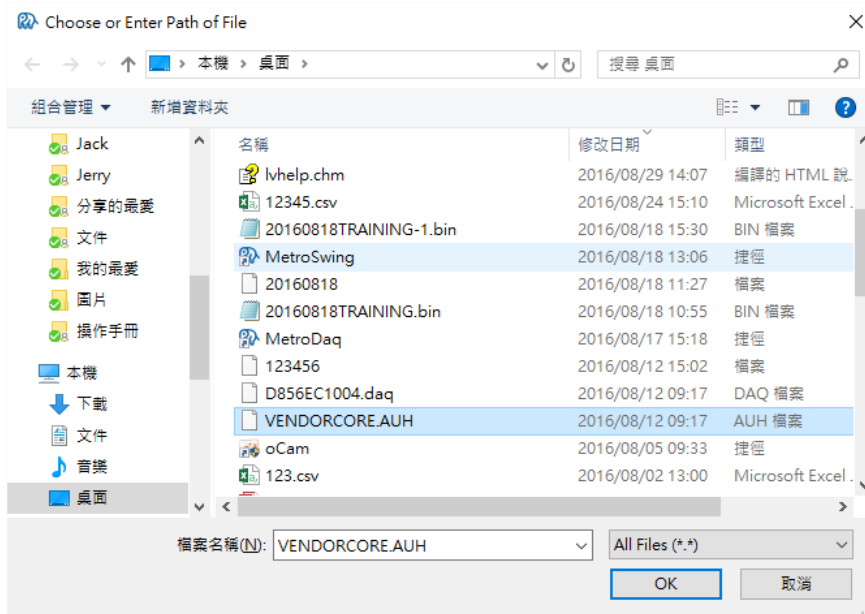 Choose or Enter Path of File
本機 > 桌面 >
搜尋 桌面
組合管理
新增資料夾
Jack
Jerry
分享的最愛
文件
我的最愛
圖片
操作手冊
本機
下載
文件
音樂
桌面
名稱 修改日期 類型
lvhelp.chm 2016/08/29 14:07 編譯的 HTML 說..
12345.csv 2016/08/24 15:10 Microsoft Excel .
20160818TRAINING-1.bin 2016/08/18 15:30 BIN 檔案
MetroSwing 2016/08/18 13:06 捷徑
20160818 2016/08/18 11:27 檔案
20160818TRAINING.bin 2016/08/18 10:55 BIN 檔案
MetroDaq 2016/08/17 15:18 捷徑
123456 2016/08/12 15:02 檔案
D856EC1004.daq 2016/08/12 09:17 DAQ 檔案
VENDORCORE.AUH 2016/08/12 09:17 AUH 檔案
oCam 2016/08/05 09:33 捷徑
123.csv 2016/08/02 13:00 Microsoft Excel .
檔案名稱(N): VENDORCORE.AUH All Files (*.*)
OK 取消